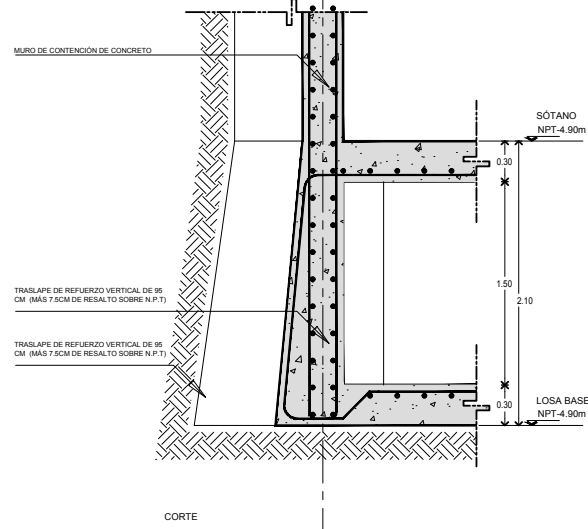 MURO DE CONTENCIÓN DE CONCRETO
SÓTANO
NPT-4.90m
0.30
1.50
2.10
TRASLAPE DE REFUERZO VERTICAL DE 95
CM (MÁS 7.5CM DE RESALTO SOBRE N.P.T)
TRASLAPE DE REFUERZO VERTICAL DE 95
CM (MÁS 7.5CM DE RESALTO SOBRE N.P.T)
0.30
LOSA BASE
NPT-4.90m
CORTE